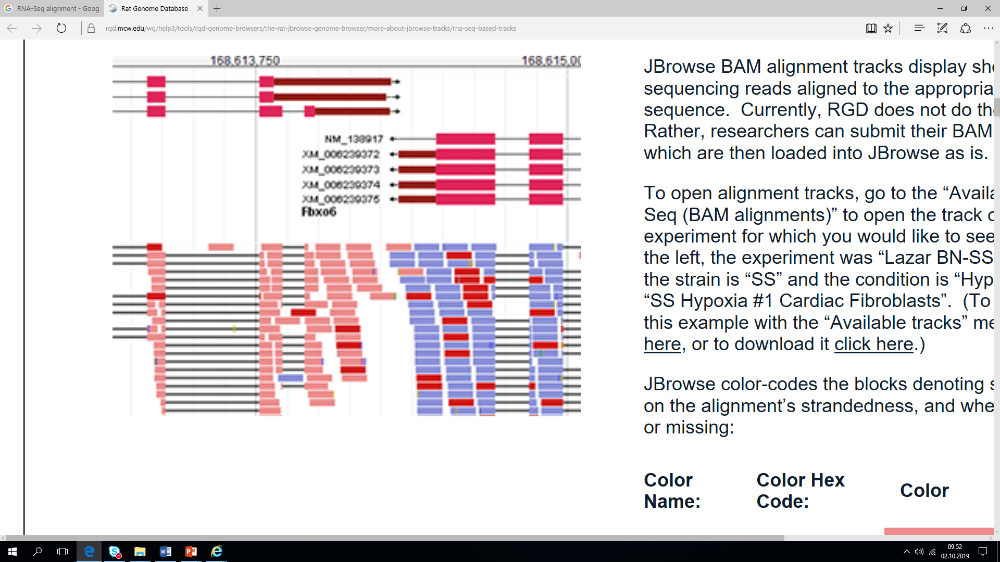 RNA-Seq alignment - Goog
Rat Genome Database
rgd.mcw.edu/wg/help3/tools/rgd-genome-browsers/the-rat-jbrowse-genome-browser/more-about-jbrowse-tracks/rna-seq-based-tracks
168,613,750
168,615,00
NM_138917
XM_006239372
XM_006239373
XM_006239374
XM_006239375
Fbxo6
JBrowse BAM alignment tracks display sho
sequencing reads aligned to the appropria
sequence.  Currently, RGD does not do the
Rather, researchers can submit their BAM
which are then loaded into JBrowse as is.
To open alignment tracks, go to the “Availa
Seq (BAM alignments)” to open the track o
experiment for which you would like to see
the left, the experiment was “Lazar BN-SS
the strain is “SS” and the condition is “Hyp
“SS Hypoxia #1 Cardiac Fibroblasts”.  (To
this example with the “Available tracks” me
here, or to download it click here.)
JBrowse color-codes the blocks denoting s
on the alignment’s strandedness, and whe
or missing:
Color
Name:
Color Hex
Code:
Color
09.52
02.10.2019